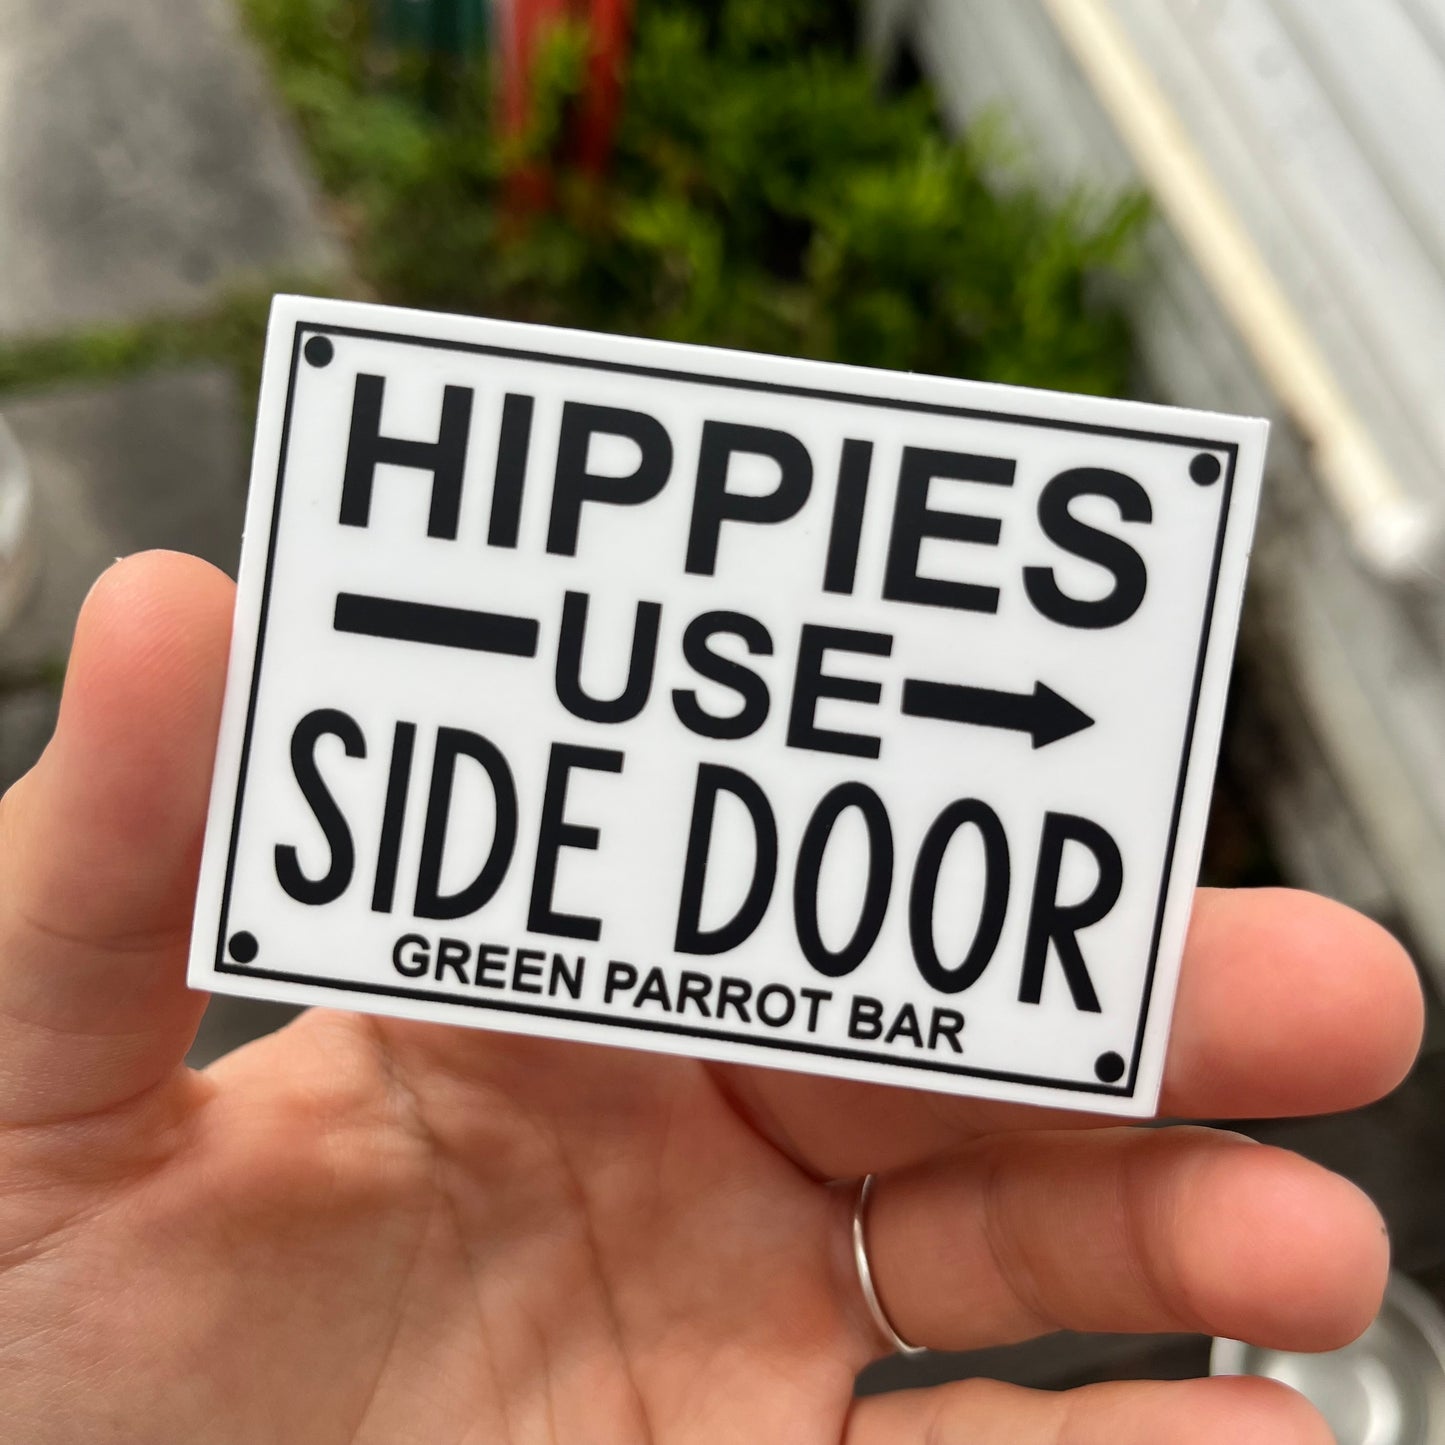 HIPPIES
USE
SIDE DOOR
GREEN PARROT BAR